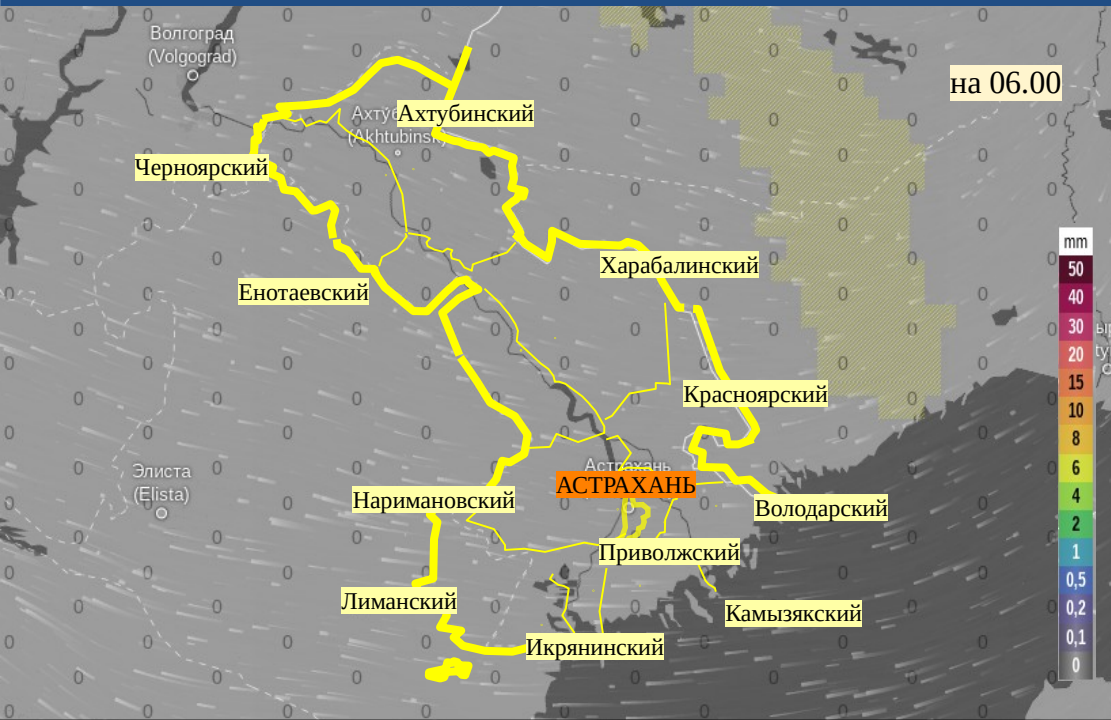 Волгоград
(Volgograd)
на 06.00
Ахтубинский
(Akhtubinsk)
Черноярский
mm
Харабалинский
50
Енотаевский
40
30
20
15
Красноярский
10
8
Элиста
(Elista)
Астрахань
6
АСТРАХАНЬ
Наримановский
4
Володарский
2
Приволжский
1
0,5
Лиманский
0,2
Камызякский
0,1
Икрянинский
0